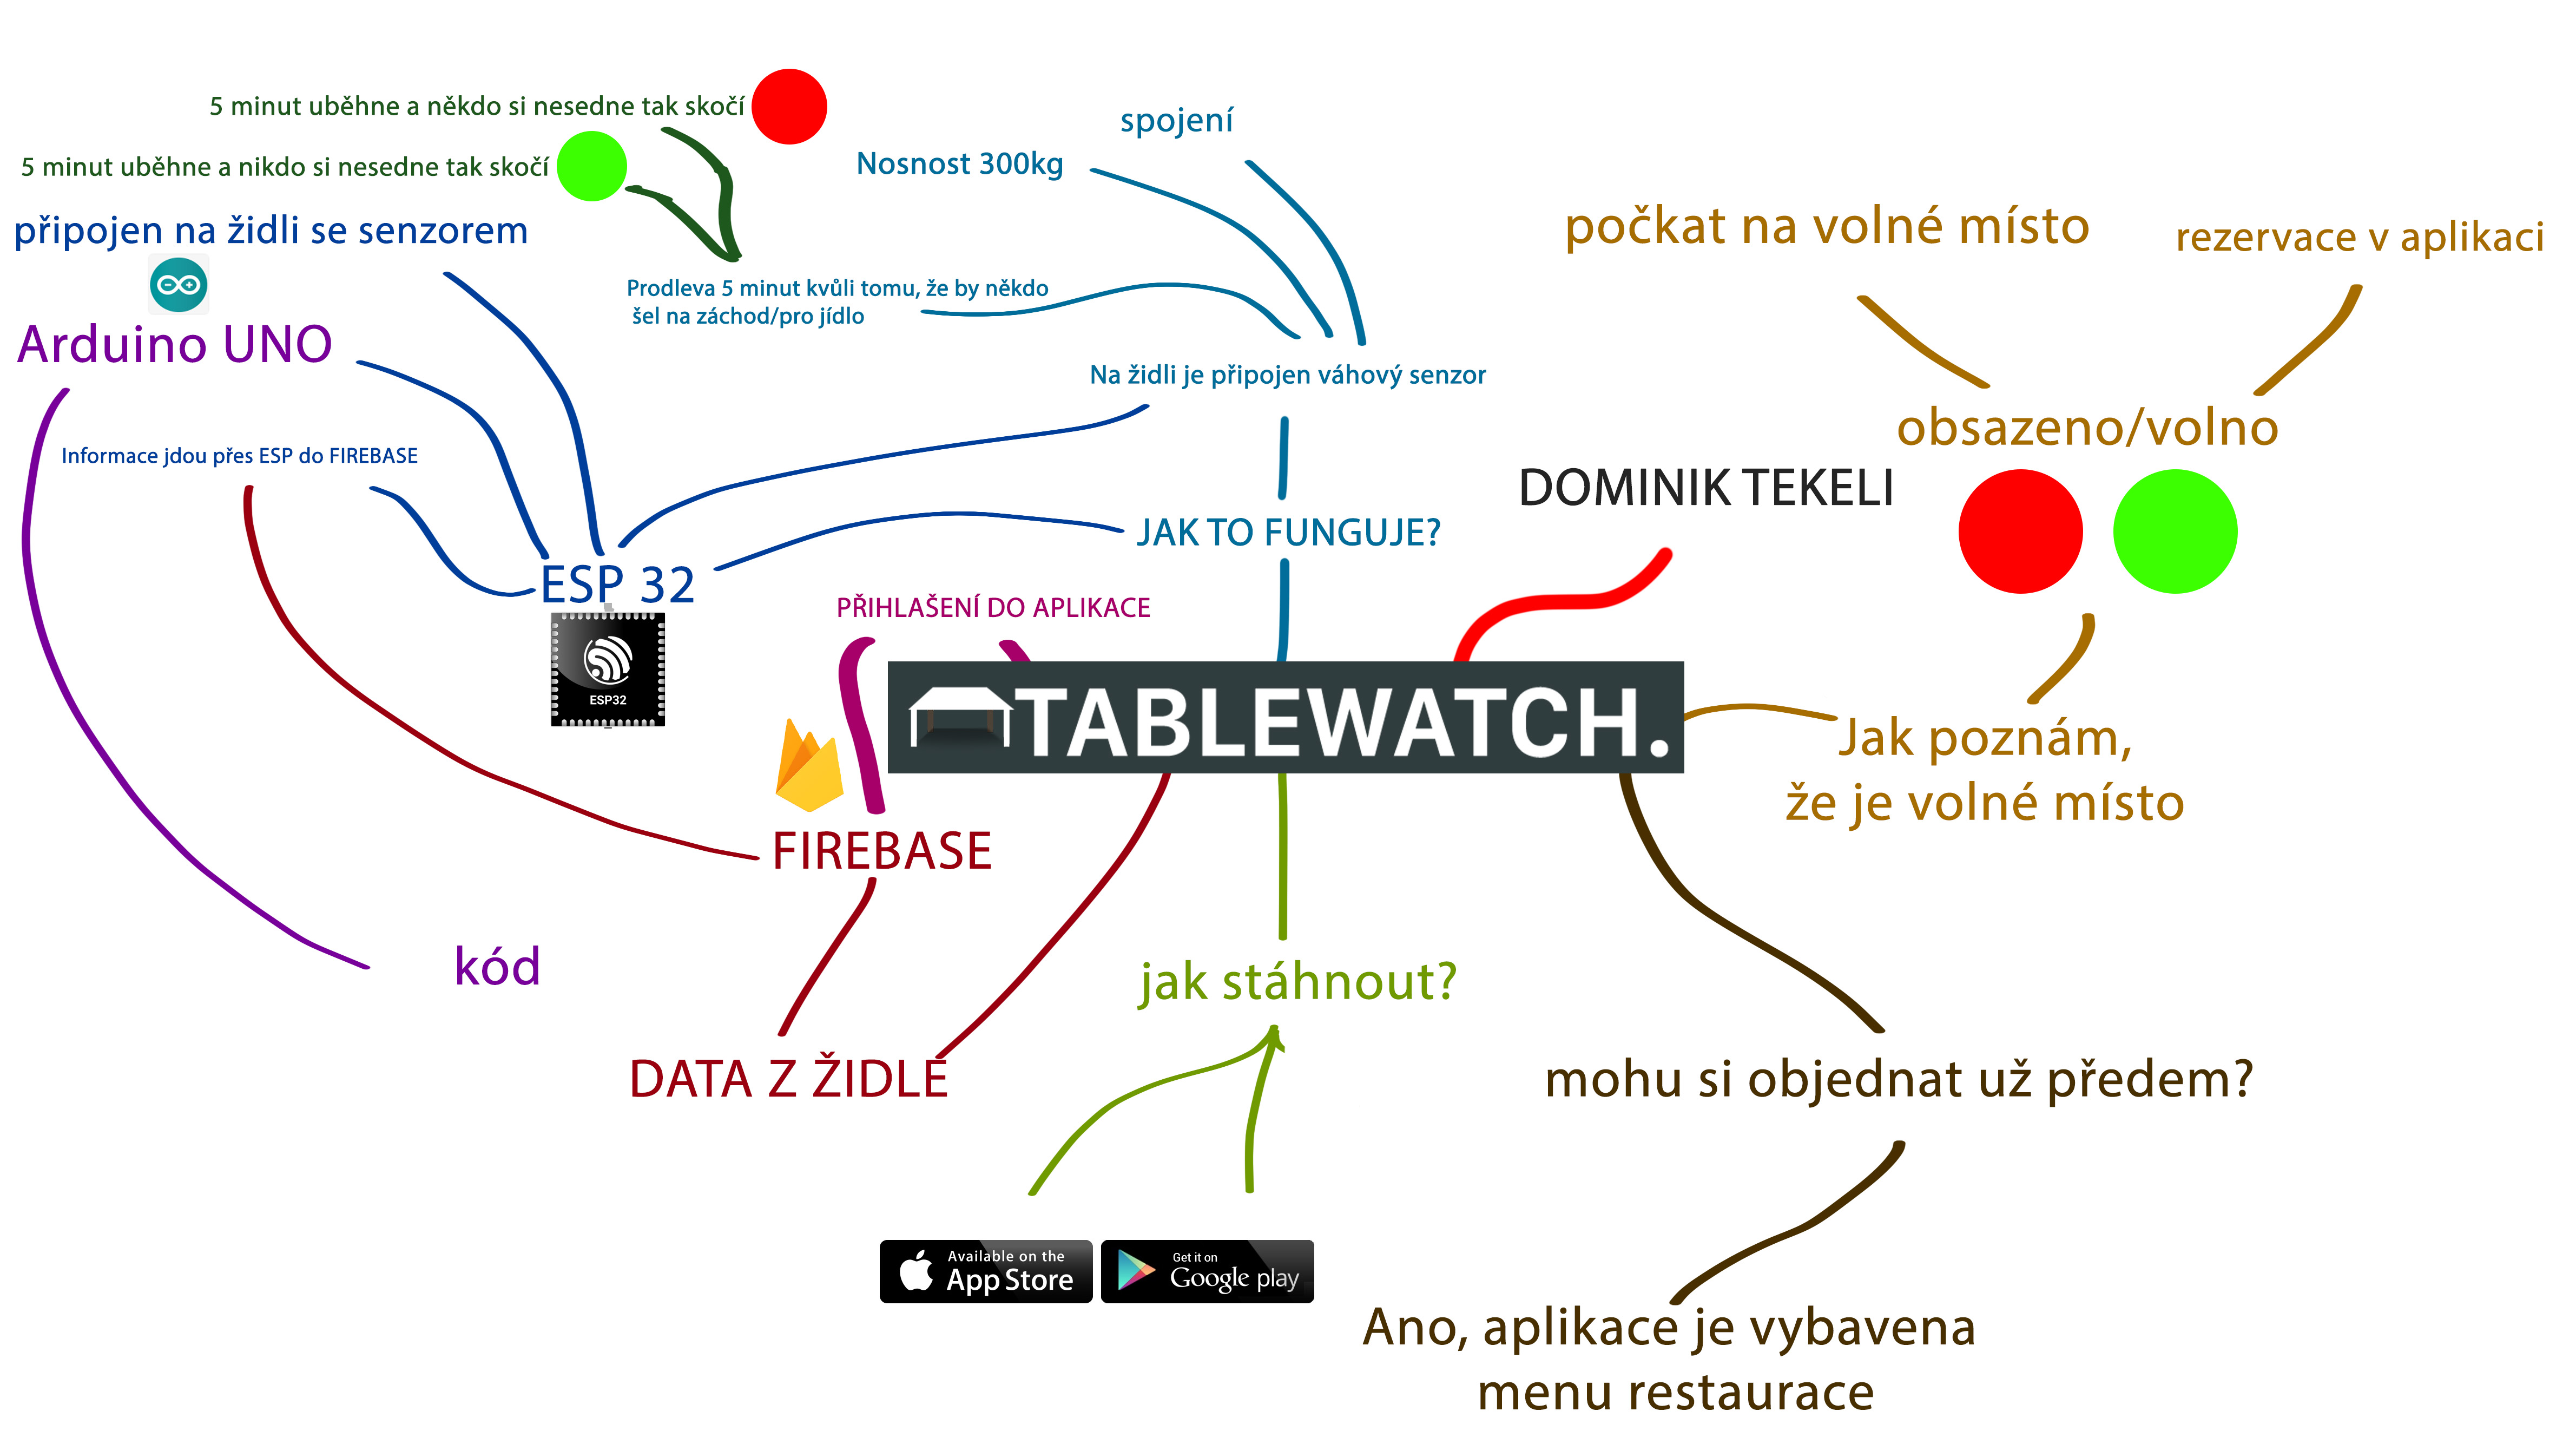 5 minut uběhne a někdo si nesedne tak skočí
5 minut uběhne a nikdo si nesedne tak skočí
připojen na židli se senzorem
Arduino UNO
Informace jdou přes ESP do FIREBASE
spojení
Nosnost 300kg
Prodleva 5 minut kvůli tomu, že by někdo
šel na záchod/pro jídlo
Na židli je připojen váhový senzor
JAK TO FUNGUJE?
ESP 32
ESP32
PŘIHLAŠENÍ DO APLIKACE
počkat na volné místo
rezervace v aplikaci
obsazeno/volno
DOMINIK TEKELI
TABLEWATCH.
Jak poznám,
že je volné místo
FIREBASE
kód
DATA Z ŽIDLE
jak stáhnout?
mohu si objednat už předem?
Available on the
App Store
Get it on
Google play
Ano, aplikace je vybavena
menu restaurace